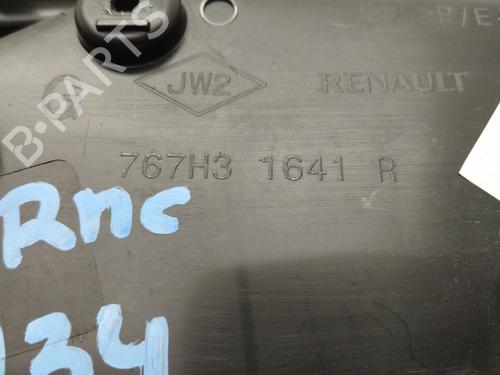 >P/E
JW2 RENAULT
B-PARTS
767H3 1641 R
Rnc
34